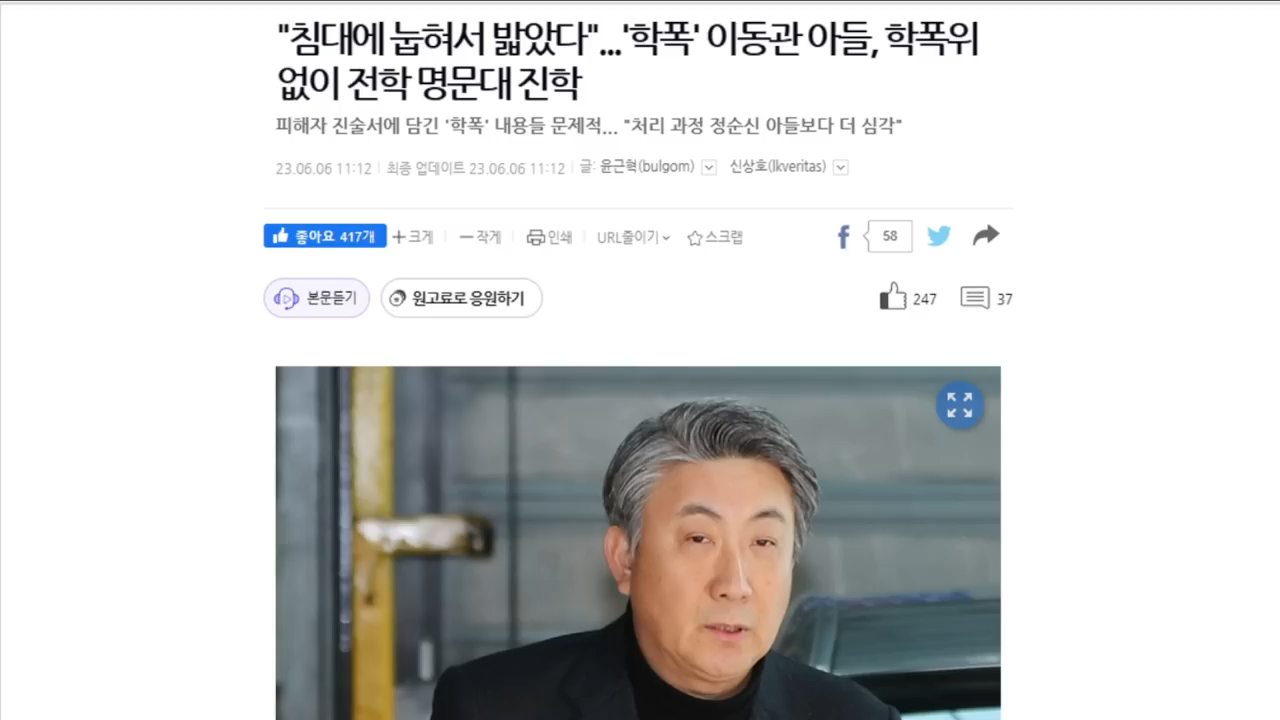 "침대에 눕혀서 밟았다"...'학폭' 이동관 아들, 학폭위
없이 전학 명문대 진학
피해자 진술서에 담긴 '학폭' 내용들 문제적... "처리 과정 정순신 아들보다 더 심각"
23.06.06 11:12 최종 업데이트 23.06.06 11:12 글: 윤근혁(bulgom) 신상호(lkveritas)
좋아요 417개 크게 작게 인쇄 URL줄이기 스크랩 58
본문듣기 원고료로 응원하기 247 37